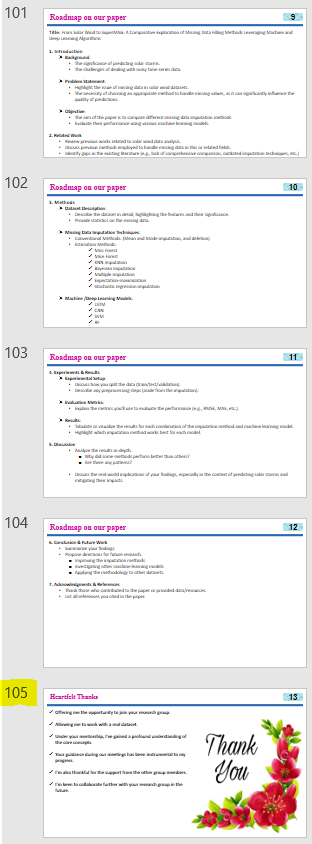 101
Roadmap on our paper
9
Title: From Solar Wind to SuperMAG: A Comparative Exploration of Missing Data Filling Methods Leveraging Machine and
Deep Learning Algorithms
1. Introduction
➤ Background:
• The significance of predicting solar storms.
• The challenges of dealing with noisy time-series data.
➤ Problem Statement:
• Highlight the issue of missing data in solar wind datasets.
• The necessity of choosing an appropriate method to handle missing values, as it can significantly influence the
quality of predictions.
➤ Objective:
• The aim of the paper is to compare different missing data imputation methods
• Evaluate their performance using various machine-learning models.
2. Related Work
• Review previous works related to solar wind data analysis.
• Discuss previous methods employed to handle missing data in this or related fields.
• Identify gaps in the existing literature (e.g., lack of comprehensive comparison, outdated imputation techniques, etc.)
102
Roadmap on our paper
10
3. Methods
➤ Dataset Description
• Describe the dataset in detail, highlighting the features and their significance.
• Provide statistics on the missing data.
➤ Missing Data Imputation Techniques:
• Conventional Methods: (Mean and Mode imputation, and deletion)
• Estimation Methods:
✓ Miss Forest
✓ Mice Forest
✓ KNN Imputation
✓ Bayesian Imputation
✓ Multiple Imputation
✓ Expectation-maximization
✓ Stochastic regression imputation
➤ Machine /Deep Learning Models:
✓ LSTM
✓ CNN
✓ SVM
✓ RF
103
Roadmap on our paper
11
4. Experiments & Results
➤ Experimental Setup:
• Discuss how you split the data (train/test/validation).
• Describe any preprocessing steps (aside from the imputation).
➤ Evaluation Metrics:
• Explain the metrics you'll use to evaluate the performance (e.g., RMSE, MAE, etc.).
➤ Results:
• Tabulate or visualize the results for each combination of the imputation method and machine learning model.
• Highlight which imputation method works best for each model.
5. Discussion
• Analyze the results in-depth.
■ Why did some methods perform better than others?
■ Are there any patterns?
• Discuss the real-world implications of your findings, especially in the context of predicting solar storms and
mitigating their impacts.
104
Roadmap on our paper
12
6. Conclusion & Future Work
• Summarize your findings.
• Propose directions for future research.
■ Improving the imputation methods
■ Investigating other machine learning models
■ Applying the methodology to other datasets
7. Acknowledgments & References
• Thank those who contributed to the paper or provided data/resources.
• List all references you cited in the paper.
105
Heartfelt Thanks
13
✓ Offering me the opportunity to join your research group.
✓ Allowing me to work with a real dataset.
✓ Under your mentorship, I've gained a profound understanding of
the core concepts.
✓ Your guidance during our meetings has been instrumental to my
progress.
✓ I'm also thankful for the support from the other group members.
✓ I'm keen to collaborate further with your research group in the
future.
Thank
You